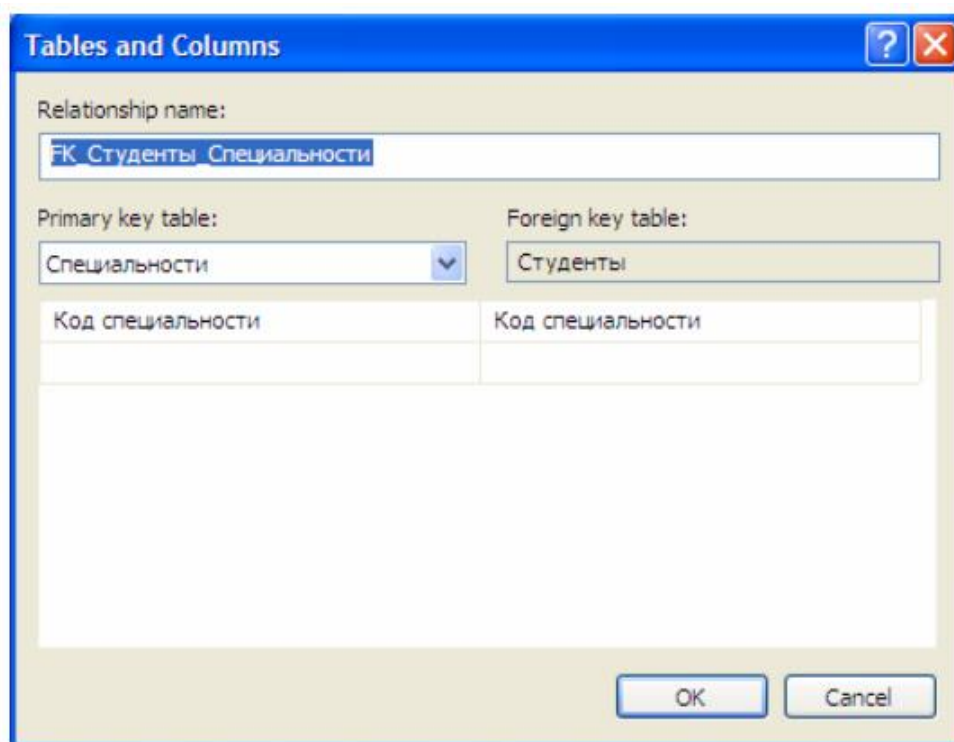 Tables and Columns
Relationship name:
FK_Студенты_Специальности
Primary key table:
Foreign key table:
Специальности
Студенты
Код специальности
Код специальности
OK
Cancel